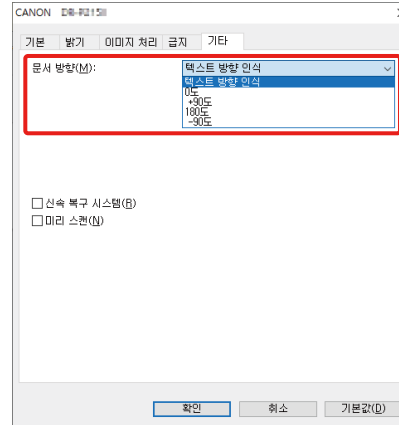 CANON
기본 밝기 이미지 처리 급지 기타
문서 방향(M): 텍스트 방향 인식
텍스트 방향 인식
0도
+90도
180도
-90도
신속 복구 시스템(R)
미리 스캔(N)
확인 취소 기본값(D)